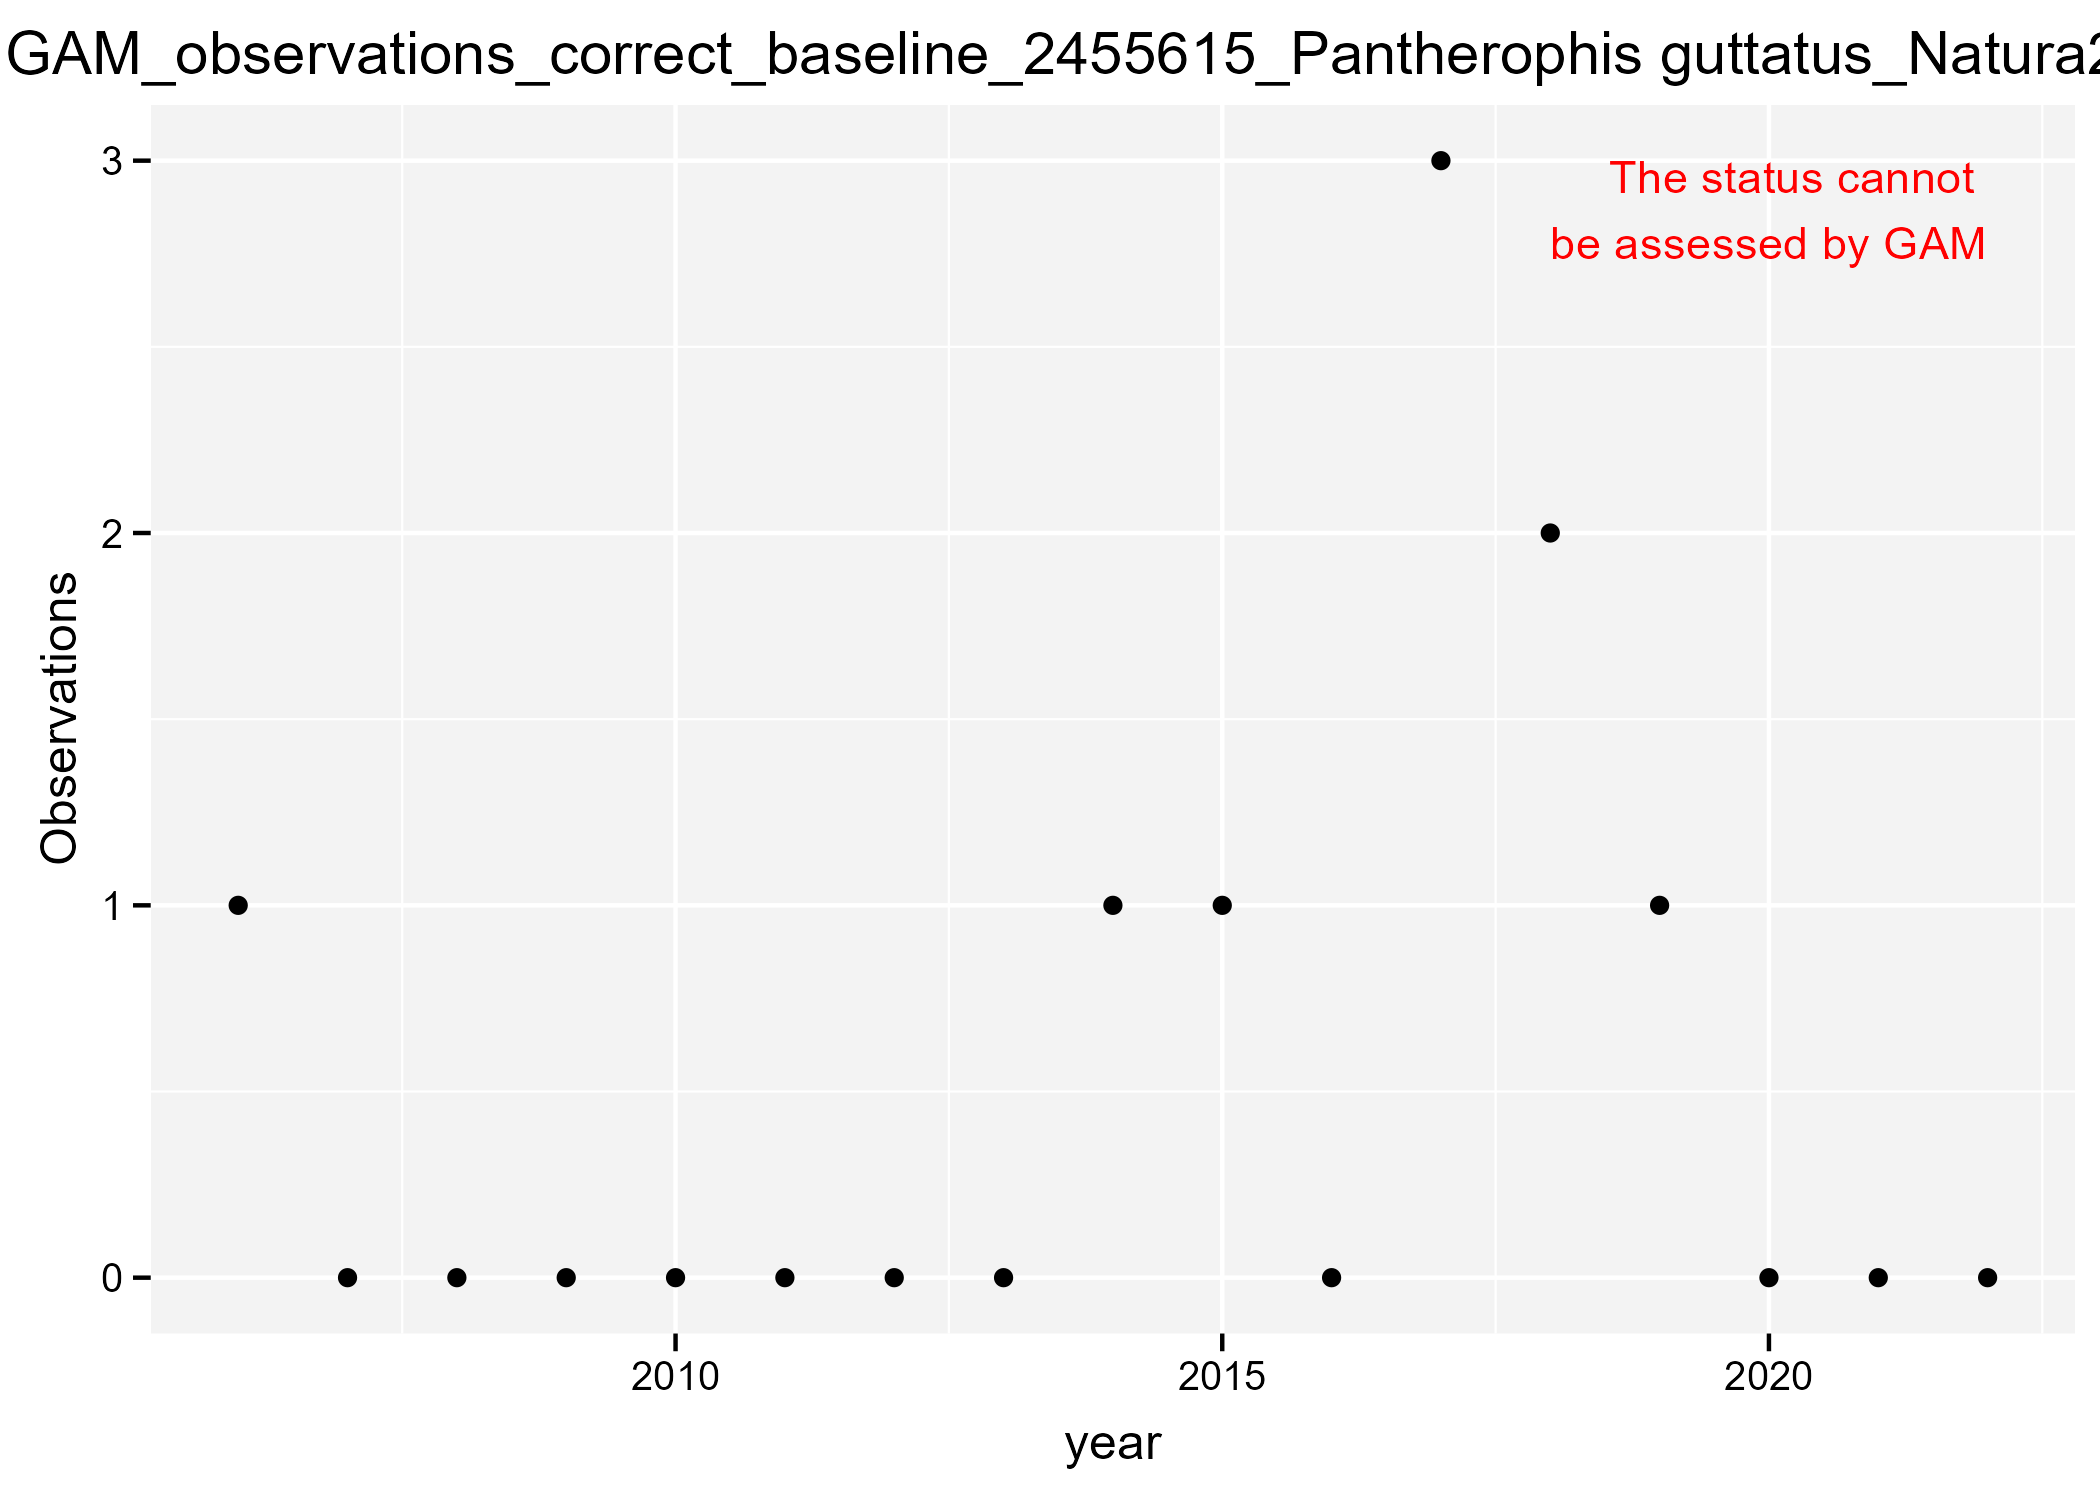 GAM_observations_correct_baseline_2455615_Pantherophis guttatus_Natura2
3
The status cannot
be assessed by GAM
2
Observations
1
0
2010
2015
2020
year